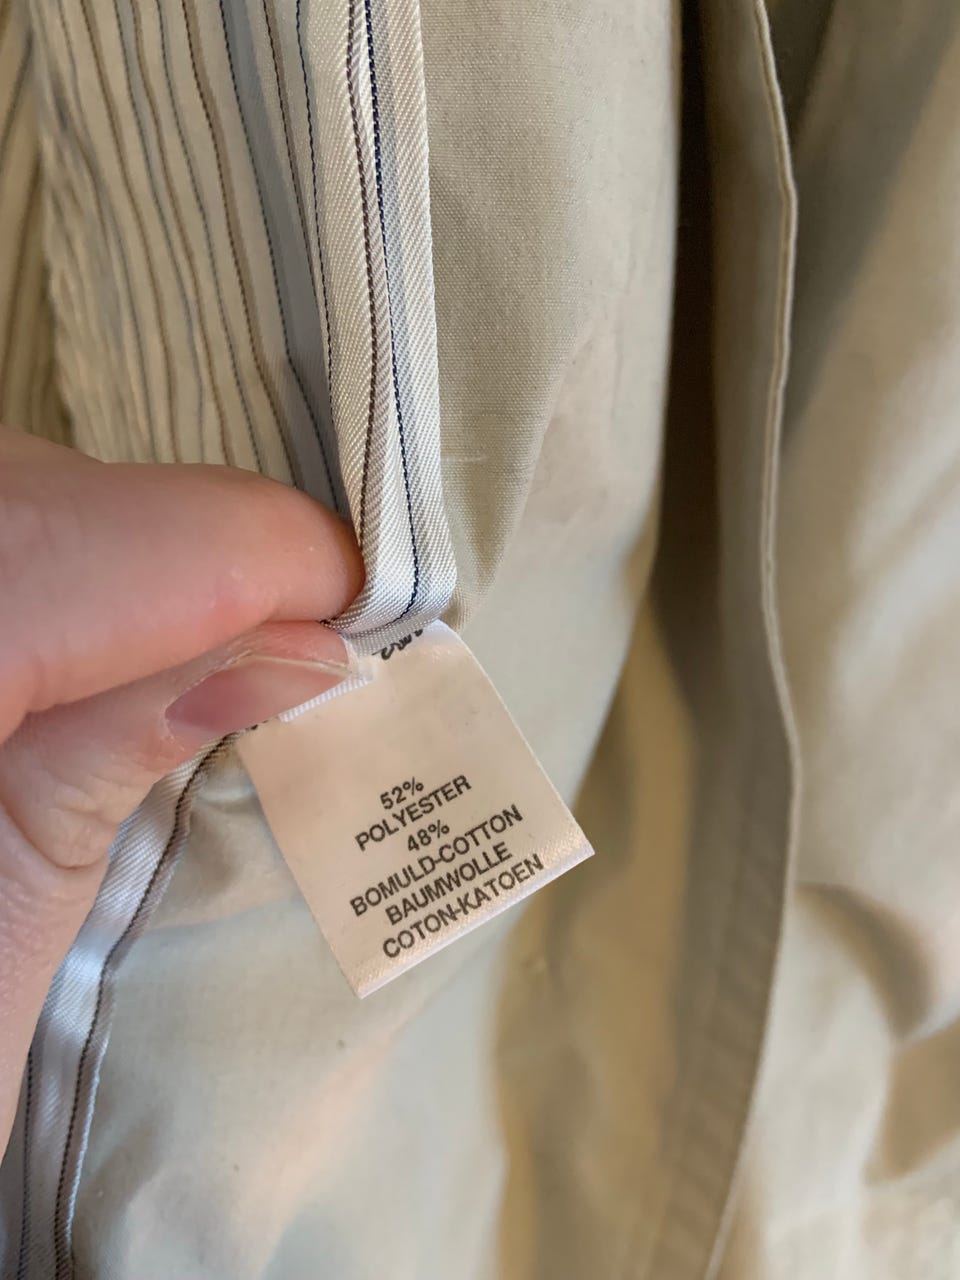 52%
POLYESTER
48%
BOMULD-COTTON
BAUMWOLLE
COTON-KATOEN